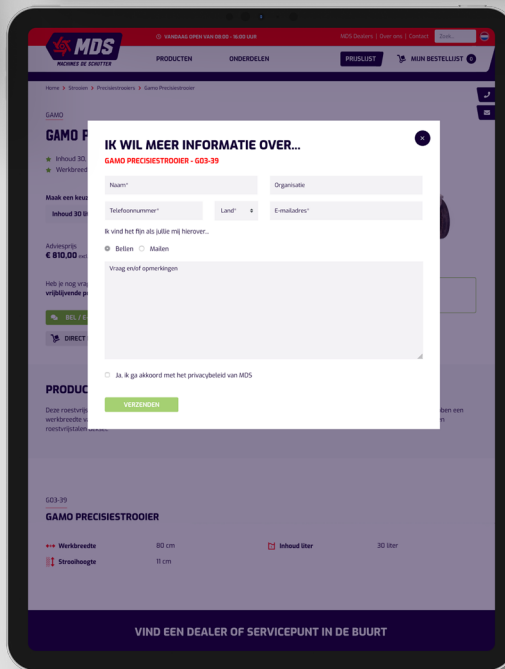 MDS
MACHINES DE SCHUTTER
VANDAAG OPEN VAN 08:00 - 16:00 UUR
MDS Dealers | Over ons | Contact
Zoek...
PRODUCTEN
ONDERDELEN
PRIJSLIJST
MIJN BESTELLIJST 0
Home > Strooien > Precisiestrooiers > Gamo Precisiestrooier
GAMO
GAMO P
Inhoud 30,
Werkbreed
Maak een keuz
Inhoud 30 li
Adviesprijs
€ 810,00 exc
Heb je nog vrag
vrijblijvende p
BEL / E-
DIRECT
IK WIL MEER INFORMATIE OVER...
GAMO PRECISIESTROOIER - G03-39
Naam*
Organisatie
Telefoonnummer*
Land*
E-mailadres*
Ik vind het fijn als jullie mij hierover...
Bellen
Mailen
Vraag en/of opmerkingen
Ja, ik ga akkoord met het privacybeleid van MDS
VERZENDEN
PRODUC
Deze roestvrijs
ben een
werkbreedte v
en
roestvrijstalen
G03-39
GAMO PRECISIESTROOIER
Werkbreedte
80 cm
Inhoud liter
30 liter
Strooihoogte
11 cm
VIND EEN DEALER OF SERVICEPUNT IN DE BUURT